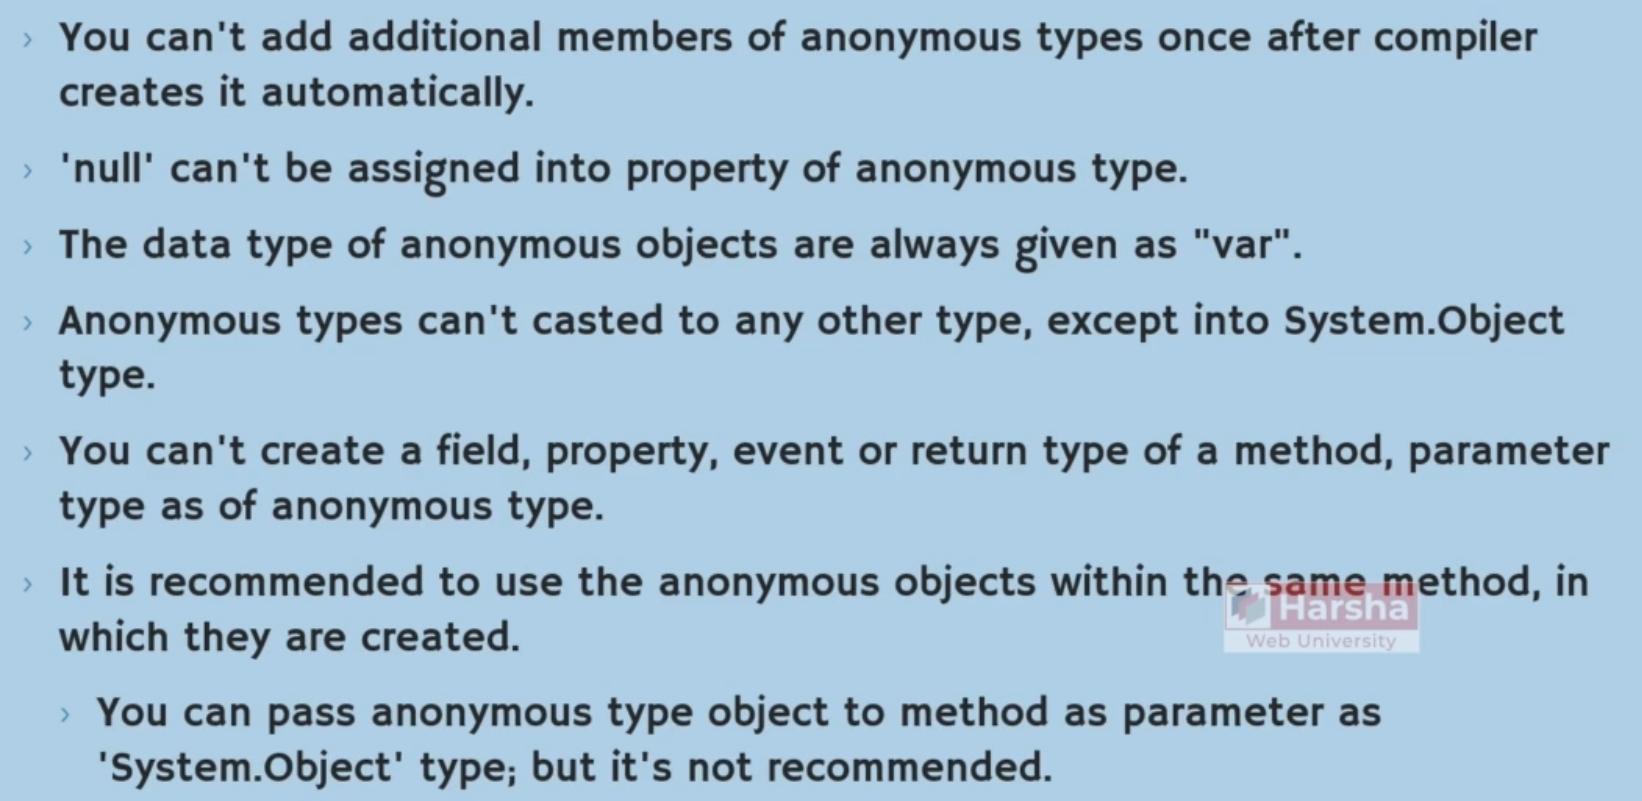 › You can't add additional members of anonymous types once after compiler
creates it automatically.
› 'null' can't be assigned into property of anonymous type.
› The data type of anonymous objects are always given as "var".
› Anonymous types can't casted to any other type, except into System.Object
type.
› You can't create a field, property, event or return type of a method, parameter
type as of anonymous type.
› It is recommended to use the anonymous objects within the same method, in
which they are created.
Harsha
Web University
› You can pass anonymous type object to method as parameter as
'System.Object' type; but it's not recommended.